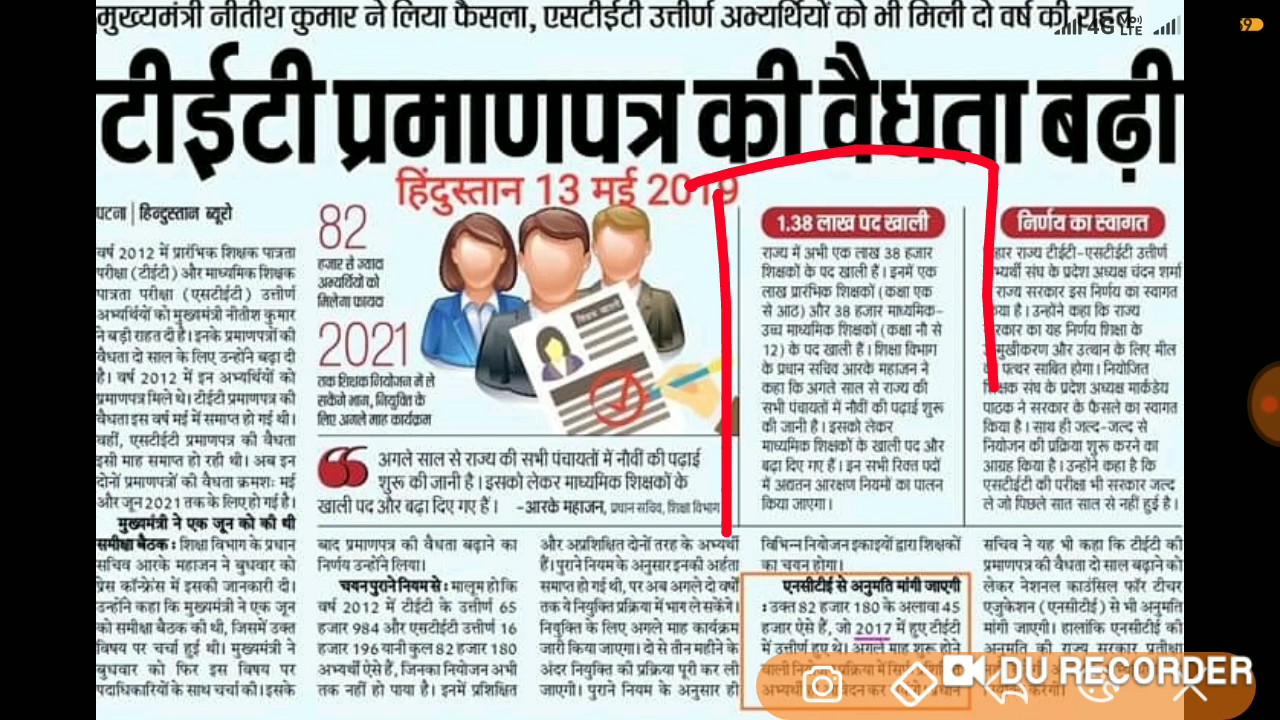 मुख्यमंत्री नीतीश कुमार ने लिया फैसला, एसटीईटी उत्तीर्ण अभ्यर्थियों को भी मिली दो वर्ष की राहत
4G VoLTE
टीईटी प्रमाणपत्र की वैधता बढ़ी
हिंदुस्तान 13 मई 2019
पटना | हिन्दुस्तान ब्यूरो
वर्ष 2012 में प्रारंभिक शिक्षक पात्रता
परीक्षा (टीईटी) और माध्यमिक शिक्षक
पात्रता परीक्षा (एसटीईटी) उत्तीर्ण
अभ्यर्थियों को मुख्यमंत्री नीतीश कुमार
ने बड़ी राहत दी है। इनके प्रमाणपत्रों की
वैधता दो साल के लिए उन्होंने बढ़ा दी
है। वर्ष 2012 में इन अभ्यर्थियों को
प्रमाणपत्र मिले थे। टीईटी प्रमाणपत्र की
वैधता इस वर्ष मई में समाप्त हो गई थी।
वहीं, एसटीईटी प्रमाणपत्र की वैधता
इसी माह समाप्त हो रही थी। अब इन
दोनों प्रमाणपत्रों की वैधता क्रमशः मई
और जून 2021 तक के लिए हो गई है।
मुख्यमंत्री ने एक जून को की थी
समीक्षा बैठक : शिक्षा विभाग के प्रधान
सचिव आरके महाजन ने बुधवार को
प्रेस कॉन्फ्रेंस में इसकी जानकारी दी।
उन्होंने कहा कि मुख्यमंत्री ने एक जून
को समीक्षा बैठक की थी, जिसमें उक्त
विषय पर चर्चा हुई थी। मुख्यमंत्री ने
बुधवार को फिर इस विषय पर
पदाधिकारियों के साथ चर्चा की। इसके
82
हजार से ज्यादा
अभ्यर्थियों को
मिलेगा फायदा
2021
तक शिक्षक नियोजन में ले
सकेंगे भाग, नियुक्ति के
लिए अगले माह कार्यक्रम
अगले साल से राज्य की सभी पंचायतों में नौवीं की पढ़ाई
शुरू की जानी है। इसको लेकर माध्यमिक शिक्षकों के
खाली पद और बढ़ा दिए गए हैं। -आरके महाजन, प्रधान सचिव, शिक्षा विभाग
बाद प्रमाणपत्र की वैधता बढ़ाने का
निर्णय उन्होंने लिया।
चयन पुराने नियम से : मालूम हो कि
वर्ष 2012 में टीईटी के उत्तीर्ण 65
हजार 984 और एसटीईटी उत्तीर्ण 16
हजार 196 यानी कुल 82 हजार 180
अभ्यर्थी ऐसे हैं, जिनका नियोजन अभी
तक नहीं हो पाया है। इनमें प्रशिक्षित
और अप्रशिक्षित दोनों तरह के अभ्यर्थी
हैं। पुराने नियम के अनुसार इनकी अर्हता
समाप्त हो गई थी, पर अब अगले दो वर्षों
तक ये नियुक्ति प्रक्रिया में भाग ले सकेंगे।
नियुक्ति के लिए अगले माह कार्यक्रम
जारी किया जाएगा। दो से तीन महीने के
अंदर नियुक्ति की प्रक्रिया पूरी कर ली
जाएगी। पुराने नियम के अनुसार ही
1.38 लाख पद खाली
राज्य में अभी एक लाख 38 हजार
शिक्षकों के पद खाली हैं। इनमें एक
लाख प्रारंभिक शिक्षकों (कक्षा एक
से आठ) और 38 हजार माध्यमिक-
उच्च माध्यमिक शिक्षकों (कक्षा नौ से
12) के पद खाली हैं। शिक्षा विभाग
के प्रधान सचिव आरके महाजन ने
कहा कि अगले साल से राज्य की
सभी पंचायतों में नौवीं की पढ़ाई शुरू
की जानी है। इसको लेकर
माध्यमिक शिक्षकों के खाली पद और
बढ़ा दिए गए हैं। इन सभी रिक्त पदों
में अद्यतन आरक्षण नियमों का पालन
किया जाएगा।
विभिन्न नियोजन इकाइयों द्वारा शिक्षकों
का चयन होगा।
एनसीटीई से अनुमति मांगी जाएगी
: उक्त 82 हजार 180 के अलावा 45
हजार ऐसे हैं, जो 2017 में हुए टीईटी
में उत्तीर्ण हुए थे। अगले माह शुरू होने
वाली नियोजन प्रक्रिया में
निर्णय का स्वागत
हार राज्य टीईटी-एसटीईटी उत्तीर्ण
भ्यर्थी संघ के प्रदेश अध्यक्ष चंदन शर्मा
राज्य सरकार इस निर्णय का स्वागत
कया है। उन्होंने कहा कि राज्य
रकार का यह निर्णय शिक्षा के
मुखीकरण और उत्थान के लिए मील
का पत्थर साबित होगा। नियोजित
शिक्षक संघ के प्रदेश अध्यक्ष मार्कंडेय
पाठक ने सरकार के फैसले का स्वागत
किया है। साथ ही जल्द-जल्द से
नियोजन की प्रक्रिया शुरू करने का
आग्रह किया है। उन्होंने कहा है कि
एसटीईटी की परीक्षा भी सरकार जल्द
ले जो पिछले सात साल से नहीं हुई है।
सचिव ने यह भी कहा कि टीईटी की
प्रमाणपत्र की वैधता दो साल बढ़ाने को
लेकर नेशनल काउंसिल फॉर टीचर
एजुकेशन (एनसीटीई) से भी अनुमति
मांगी जाएगी। हालांकि एनसीटीई की
अनुमति की राज्य सरकार प्रतीक्षा
DU RECORDER